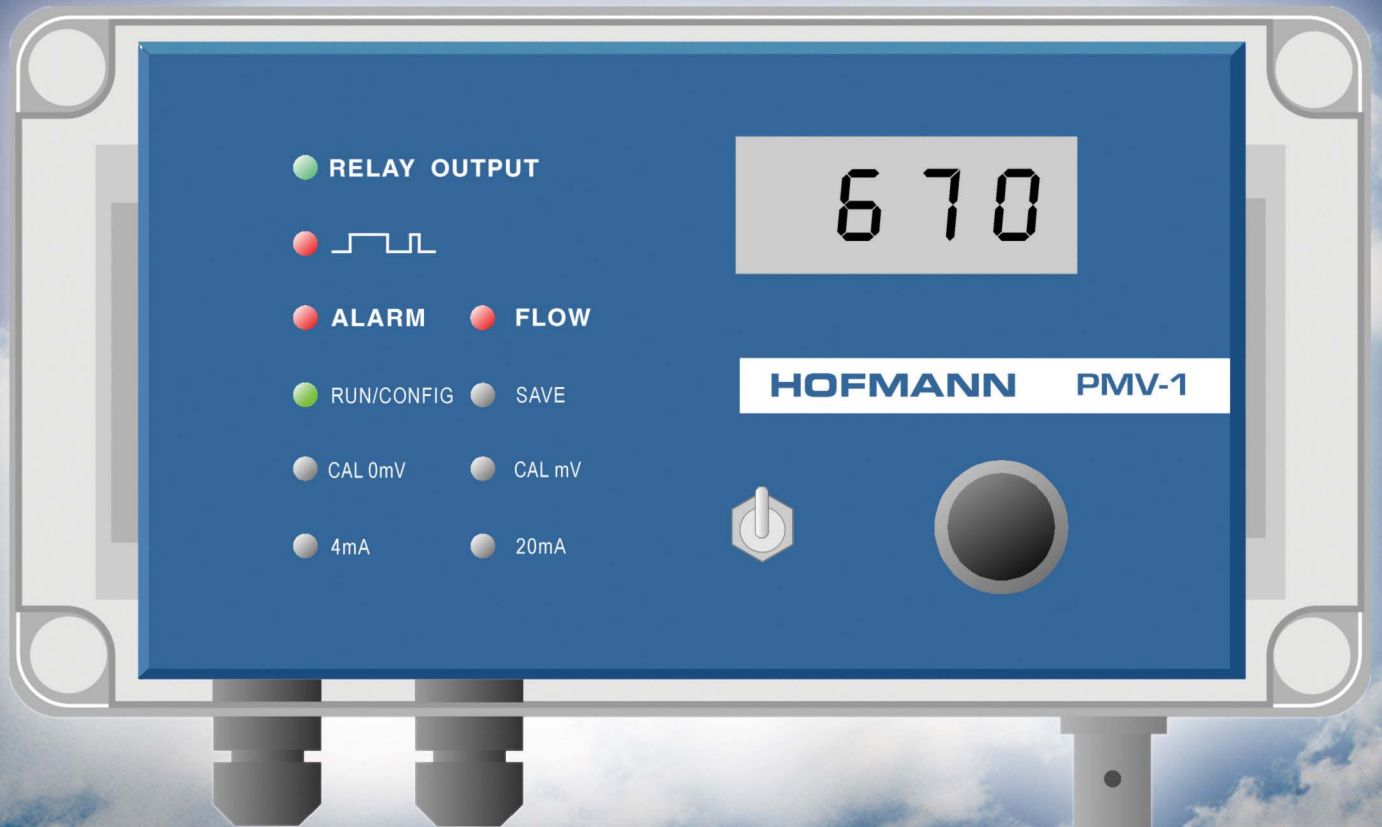 RELAY OUTPUT
670
ALARM FLOW
RUN/CONFIG SAVE
HOFMANN PMV-1
CAL 0mV CAL mV
4mA 20mA